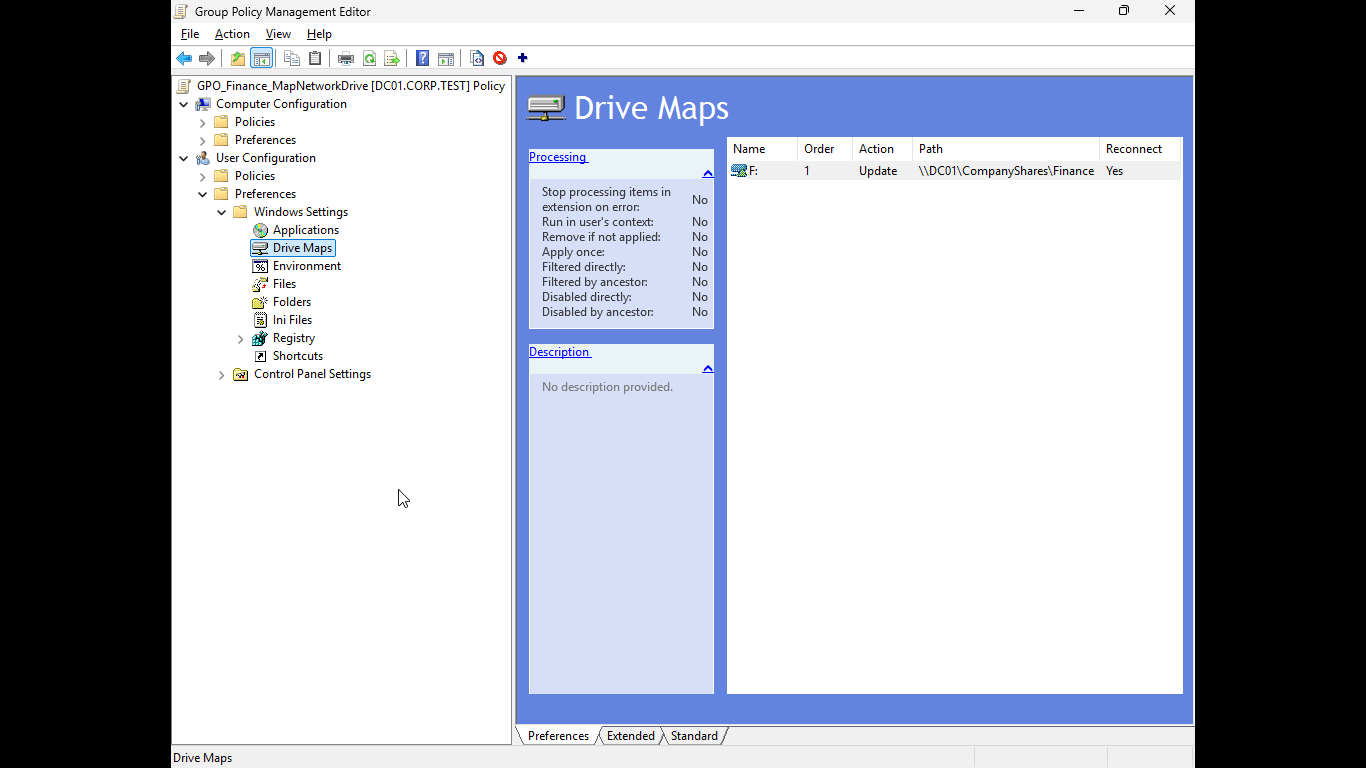 Group Policy Management Editor
File Action View Help
GPO_Finance_MapNetworkDrive [DC01.CORP.TEST] Policy
Computer Configuration
Policies
Preferences
User Configuration
Policies
Preferences
Windows Settings
Applications
Drive Maps
Environment
Files
Folders
Ini Files
Registry
Shortcuts
Control Panel Settings
Drive Maps
Processing
Stop processing items in
extension on error: No
Run in user's context: No
Remove if not applied: No
Apply once: No
Filtered directly: No
Filtered by ancestor: No
Disabled directly: No
Disabled by ancestor: No
Description
No description provided.
Name Order Action Path Reconnect
F: 1 Update \\DC01\CompanyShares\Finance Yes
Preferences Extended Standard
Drive Maps